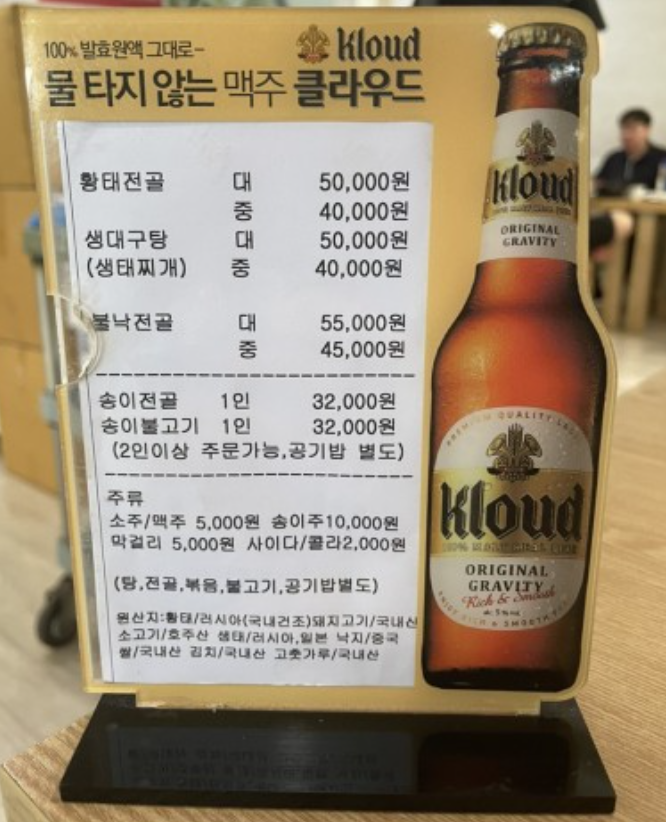 100% 발효원액 그대로-
Kloud
물 타지 않는 맥주 클라우드
황태전골 대 50,000원
중 40,000원
생대구탕 대 50,000원
(생태찌개) 중 40,000원
불낙전골 대 55,000원
중 45,000원
송이전골 1인 32,000원
송이불고기 1인 32,000원
(2인이상 주문가능,공기밥 별도)
주류
소주/맥주 5,000원 송이주10,000원
막걸리 5,000원 사이다/콜라2,000원
(탕,전골,볶음,불고기,공기밥별도)
원산지:황태/러시아(국내건조)돼지고기/국내산
소고기/호주산 생태/러시아,일본 낙지/중국
쌀/국내산 김치/국내산 고춧가루/국내산
Kloud
ORIGINAL
GRAVITY
PREMIUM QUALITY
Kloud
ORIGINAL
GRAVITY
Rich & Smooth